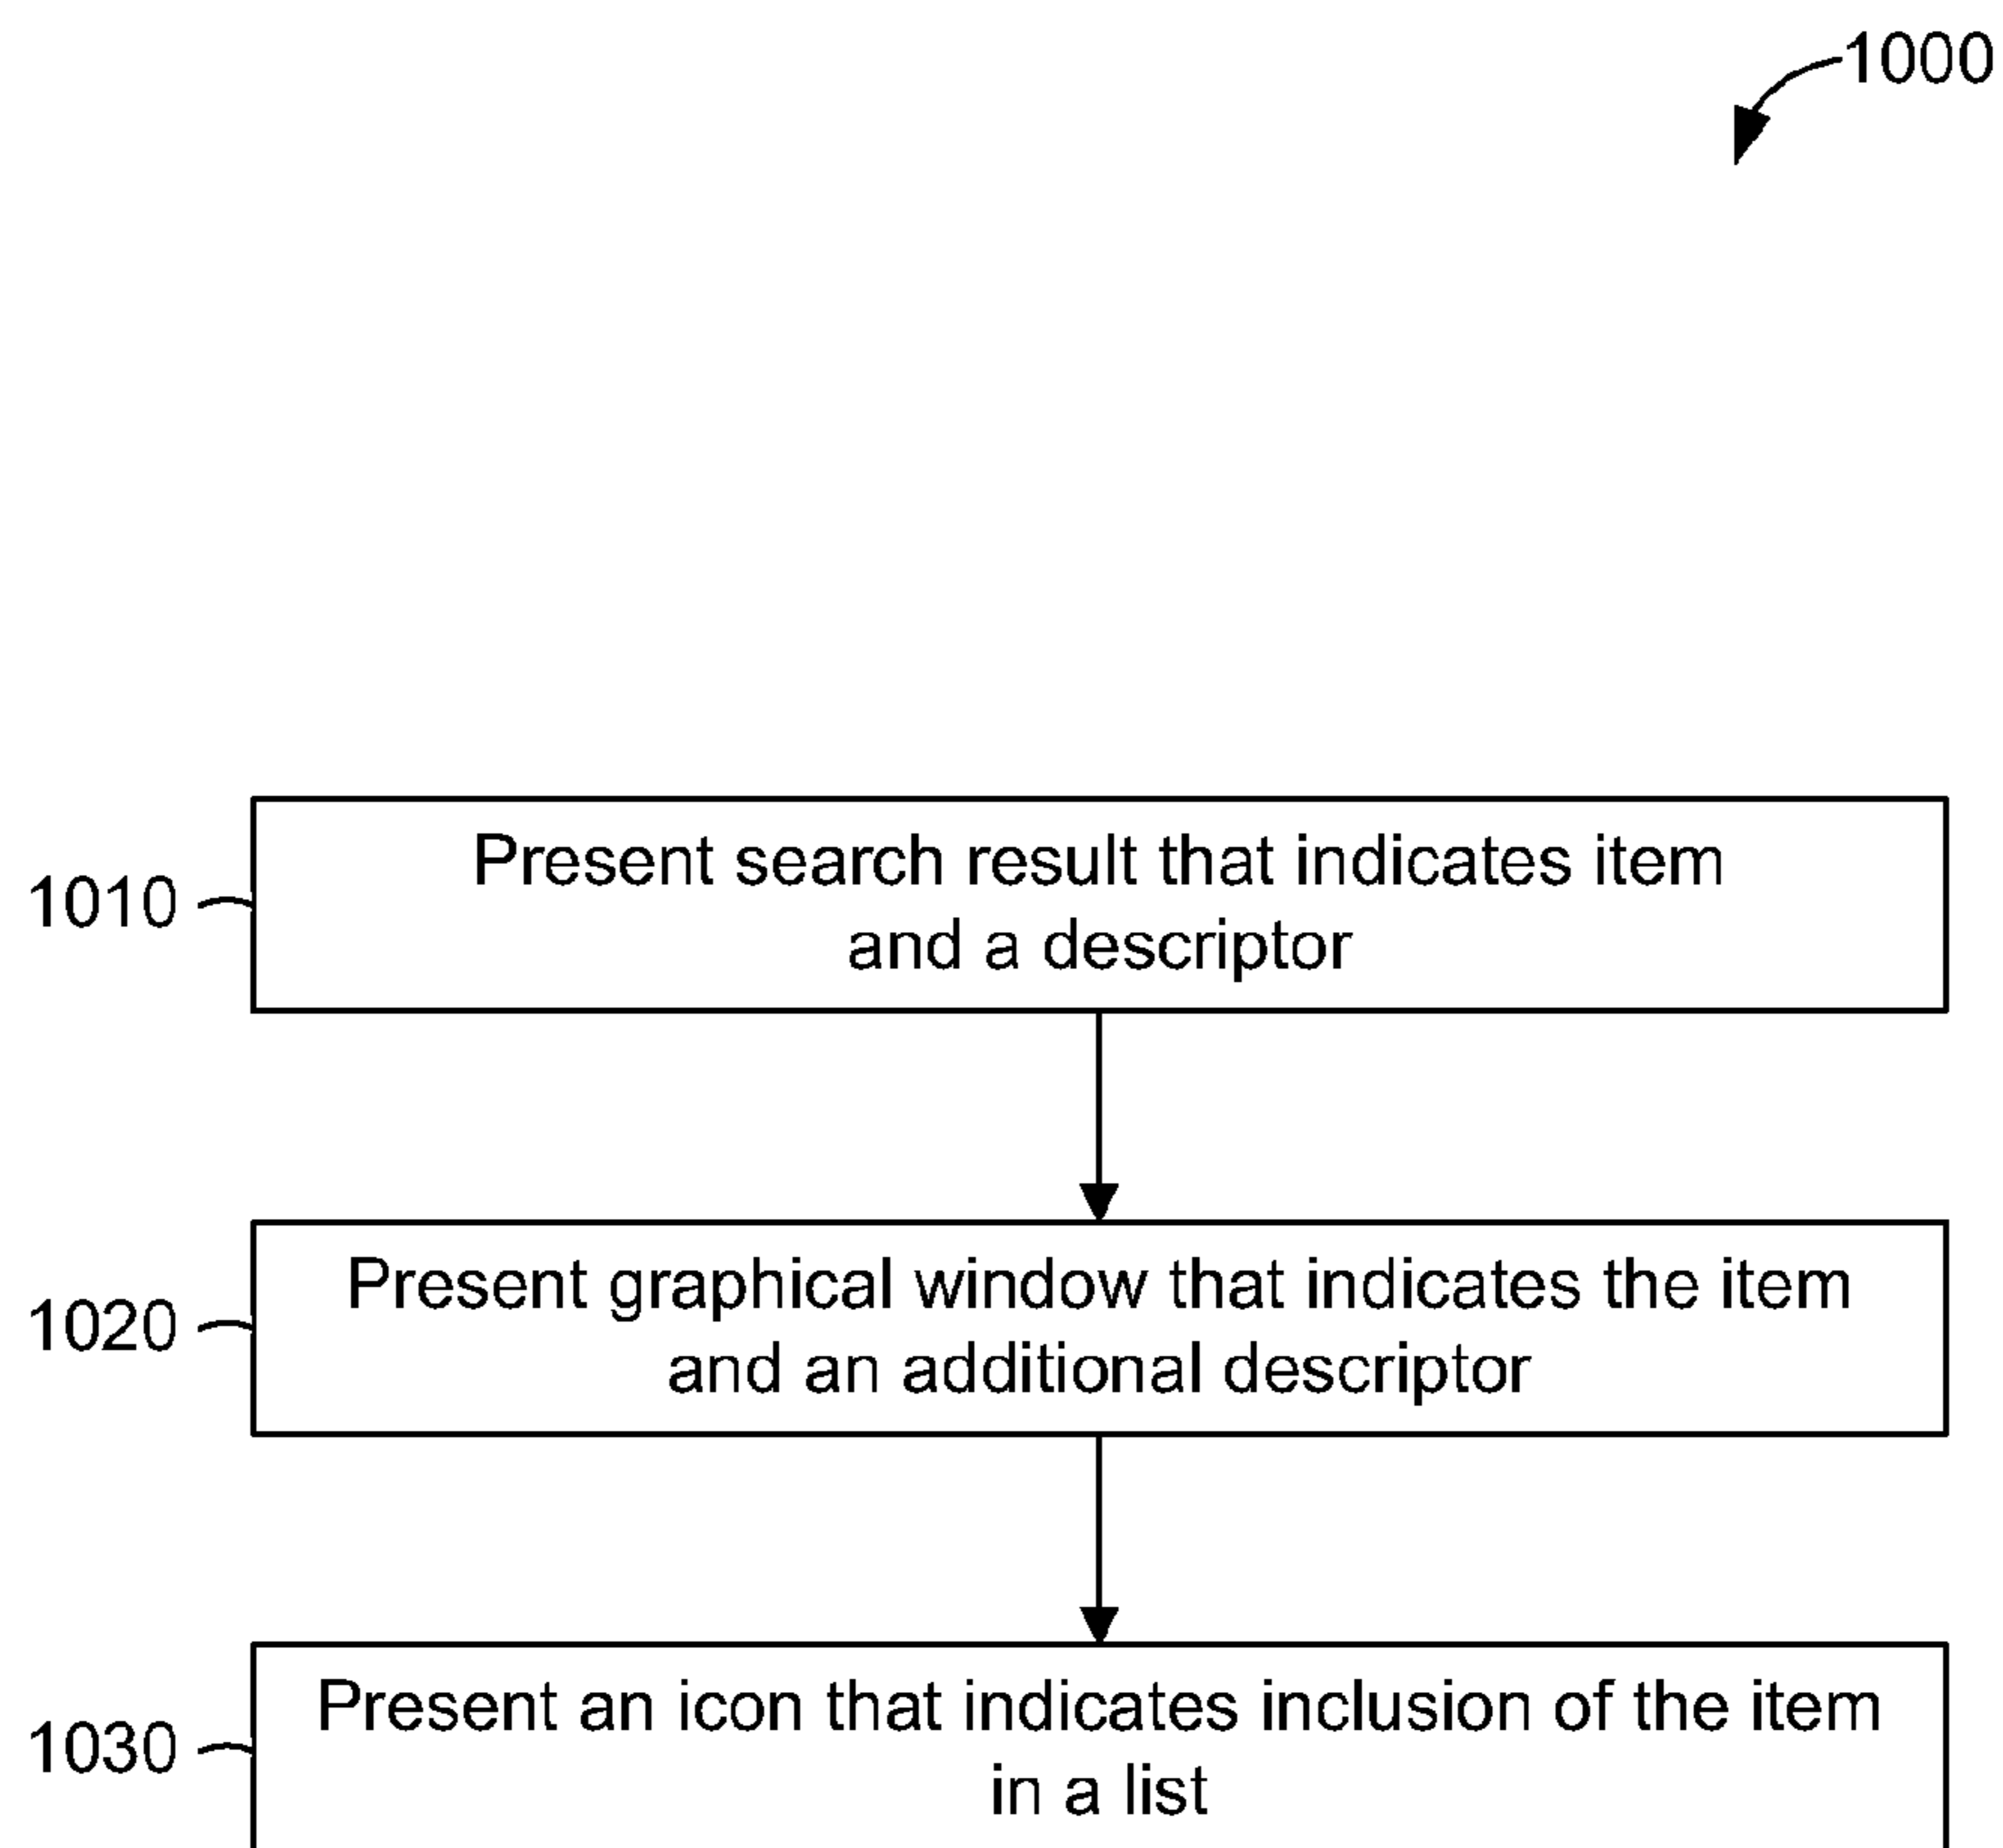 1000
Present search result that indicates item
and a descriptor
1010
Present graphical window that indicates the item
and an additional descriptor
1020
Present an icon that indicates inclusion of the item
in a list
1030